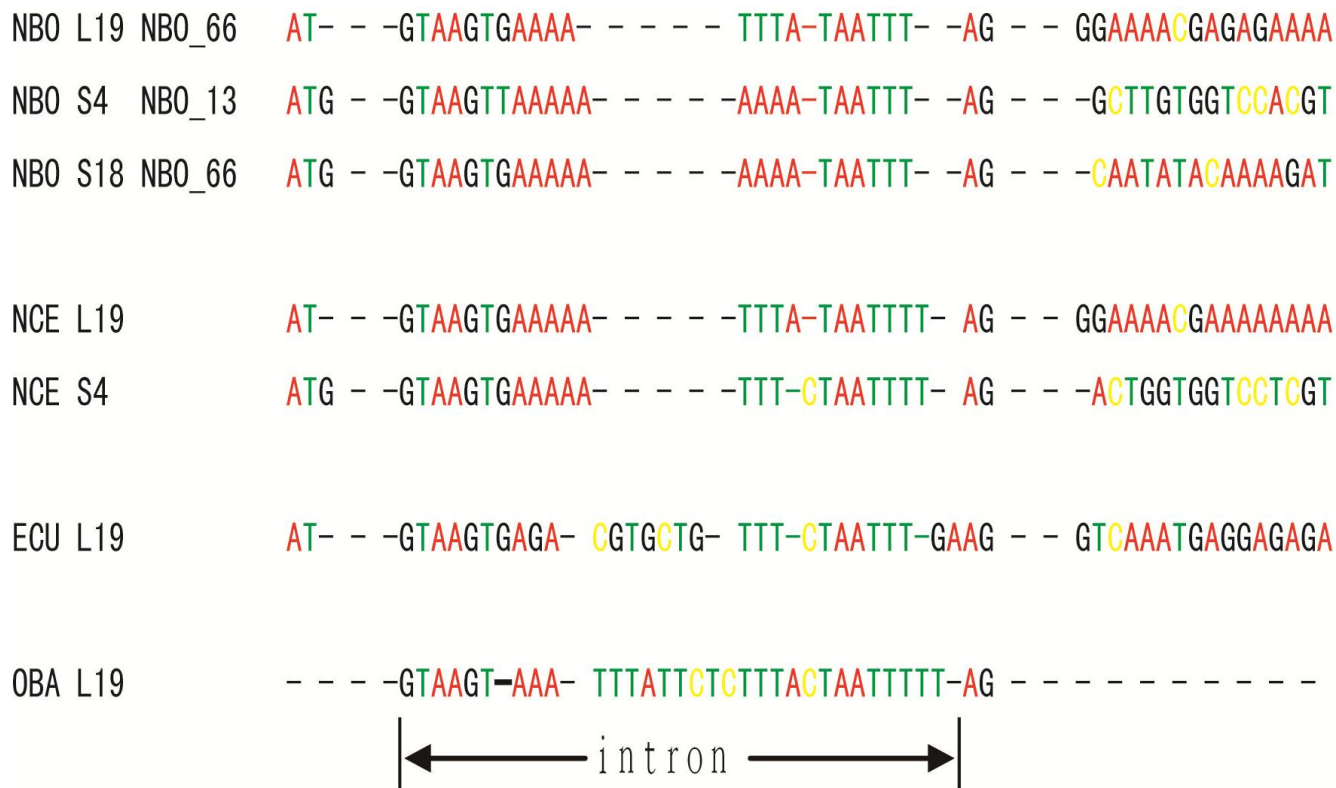 NBO L19 NBO_66 AT- - -GTAAGTGAAAA- - - - - - TTTA-TAATTT- -AG - - GGAAAACGAGAGAAAA
NBO S4 NBO_13 ATG - -GTAAGTTAAAAA- - - - - -AAAA-TAATTT- -AG - - -GCTTGTGGTCCACGT
NBO S18 NBO_66 ATG - -GTAAGTGAAAAA- - - - - -AAAA-TAATTT- -AG - - -CAATATACAAAAGAT
NCE L19 AT- - -GTAAGTGAAAAA- - - - - -TTTA-TAATTTT- AG - - GGAAAACGAAAAAAAA
NCE S4 ATG - -GTAAGTGAAAAA- - - - - -TTT-CTAATTTT- AG - - -ACTGGTGGTCCTCGT
ECU L19 AT- - -GTAAGTGAGA- CGTGCTG- TTT-CTAATTT-GAAG - - GTCAAATGAGGAGAGA
OBA L19 - - - -GTAAGT-AAA- TTTATTCTCTTTACTAATTTTT-AG - - - - - - - - - -
intron